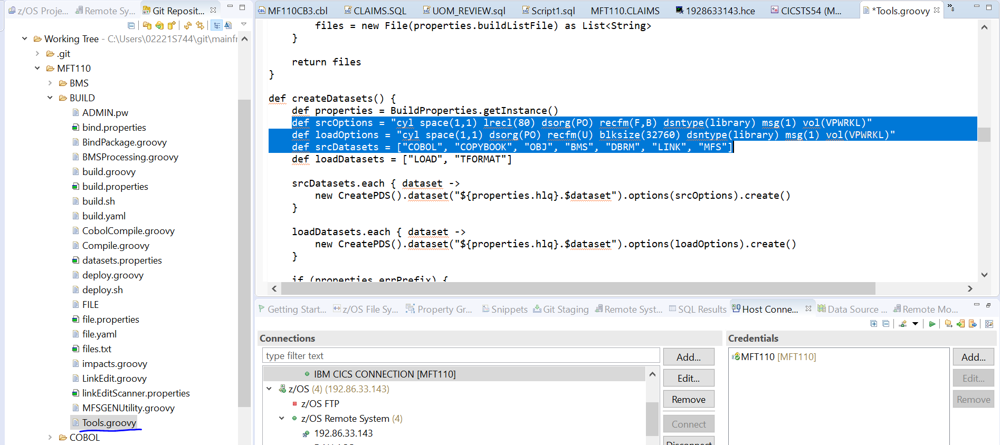 z/OS Proje...
Remote Sy...
Git Reposit...
Working Tree - C:\Users\02221S744\git\mainfr
.git
MFT110
BMS
BUILD
ADMIN.pw
bind.properties
BindPackage.groovy
BMSProcessing.groovy
build.groovy
build.properties
build.sh
build.yaml
CobolCompile.groovy
Compile.groovy
datasets.properties
deploy.groovy
deploy.sh
FILE
file.properties
file.yaml
files.txt
impacts.groovy
LinkEdit.groovy
linkEditScanner.properties
MFSGENUtility.groovy
Tools.groovy
COBOL
MF110CB3.cbl
CLAIMS.SQL
UOM_REVIEW.sql
Script1.sql
MFT110.CLAIMS
1928633143.hce
CICSTS54 (M...
*Tools.groovy
»3
files = new File(properties.buildListFile) as List<String>
}
return files
}
def createDatasets() {
def properties = BuildProperties.getInstance()
def srcOptions = "cyl space(1,1) lrecl(80) dsorg(PO) recfm(F,B) dsntype(library) msg(1) vol(VPWRKL)"
def loadOptions = "cyl space(1,1) dsorg(PO) recfm(U) blksize(32760) dsntype(library) msg(1) vol(VPWRKL)"
def srcDatasets = ["COBOL", "COPYBOOK", "OBJ", "BMS", "DBRM", "LINK", "MFS"]
def loadDatasets = ["LOAD", "TFORMAT"]
srcDatasets.each { dataset ->
new CreatePDS().dataset("${properties.hlq}.$dataset").options(srcOptions).create()
}
loadDatasets.each { dataset ->
new CreatePDS().dataset("${properties.hlq}.$dataset").options(loadOptions).create()
}
if (properties.errPrefix) {
Getting Start...
z/OS File Sy...
Property Gr...
Snippets
Git Staging
Remote Syst...
SQL Results
Host Conne...
Data Source ...
Remote Mo...
Connections
type filter text
IBM CICS CONNECTION [MFT110]
z/OS (4) (192.86.33.143)
z/OS FTP
z/OS Remote System (4)
192.86.33.143
Add...
Edit...
Remove
Connect
Disconnect
Credentials
MFT110 [MFT110]
Add...
Edit...
Remove